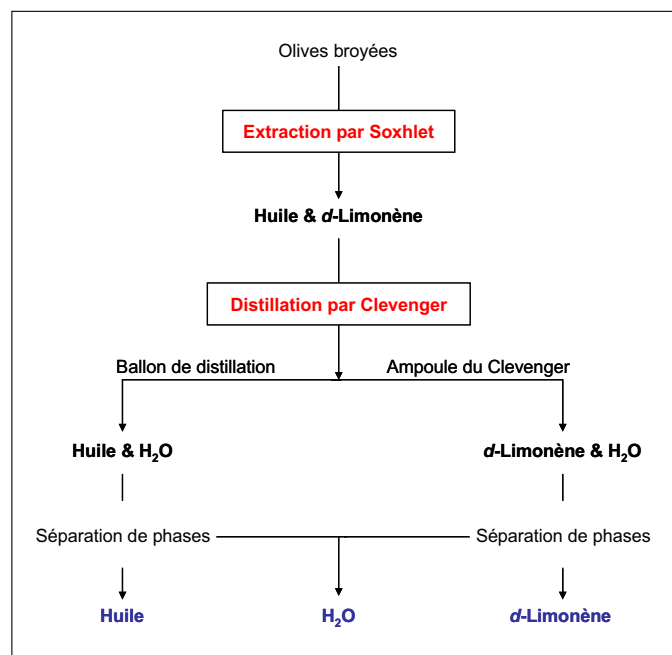 Olives broyées
Extraction par Soxhlet
Huile & d-Limonène
Distillation par Clevenger
Ballon de distillation
Ampoule du Clevenger
Huile & H₂O
d-Limonène & H₂O
Séparation de phases
Séparation de phases
Huile
H₂O
d-Limonène